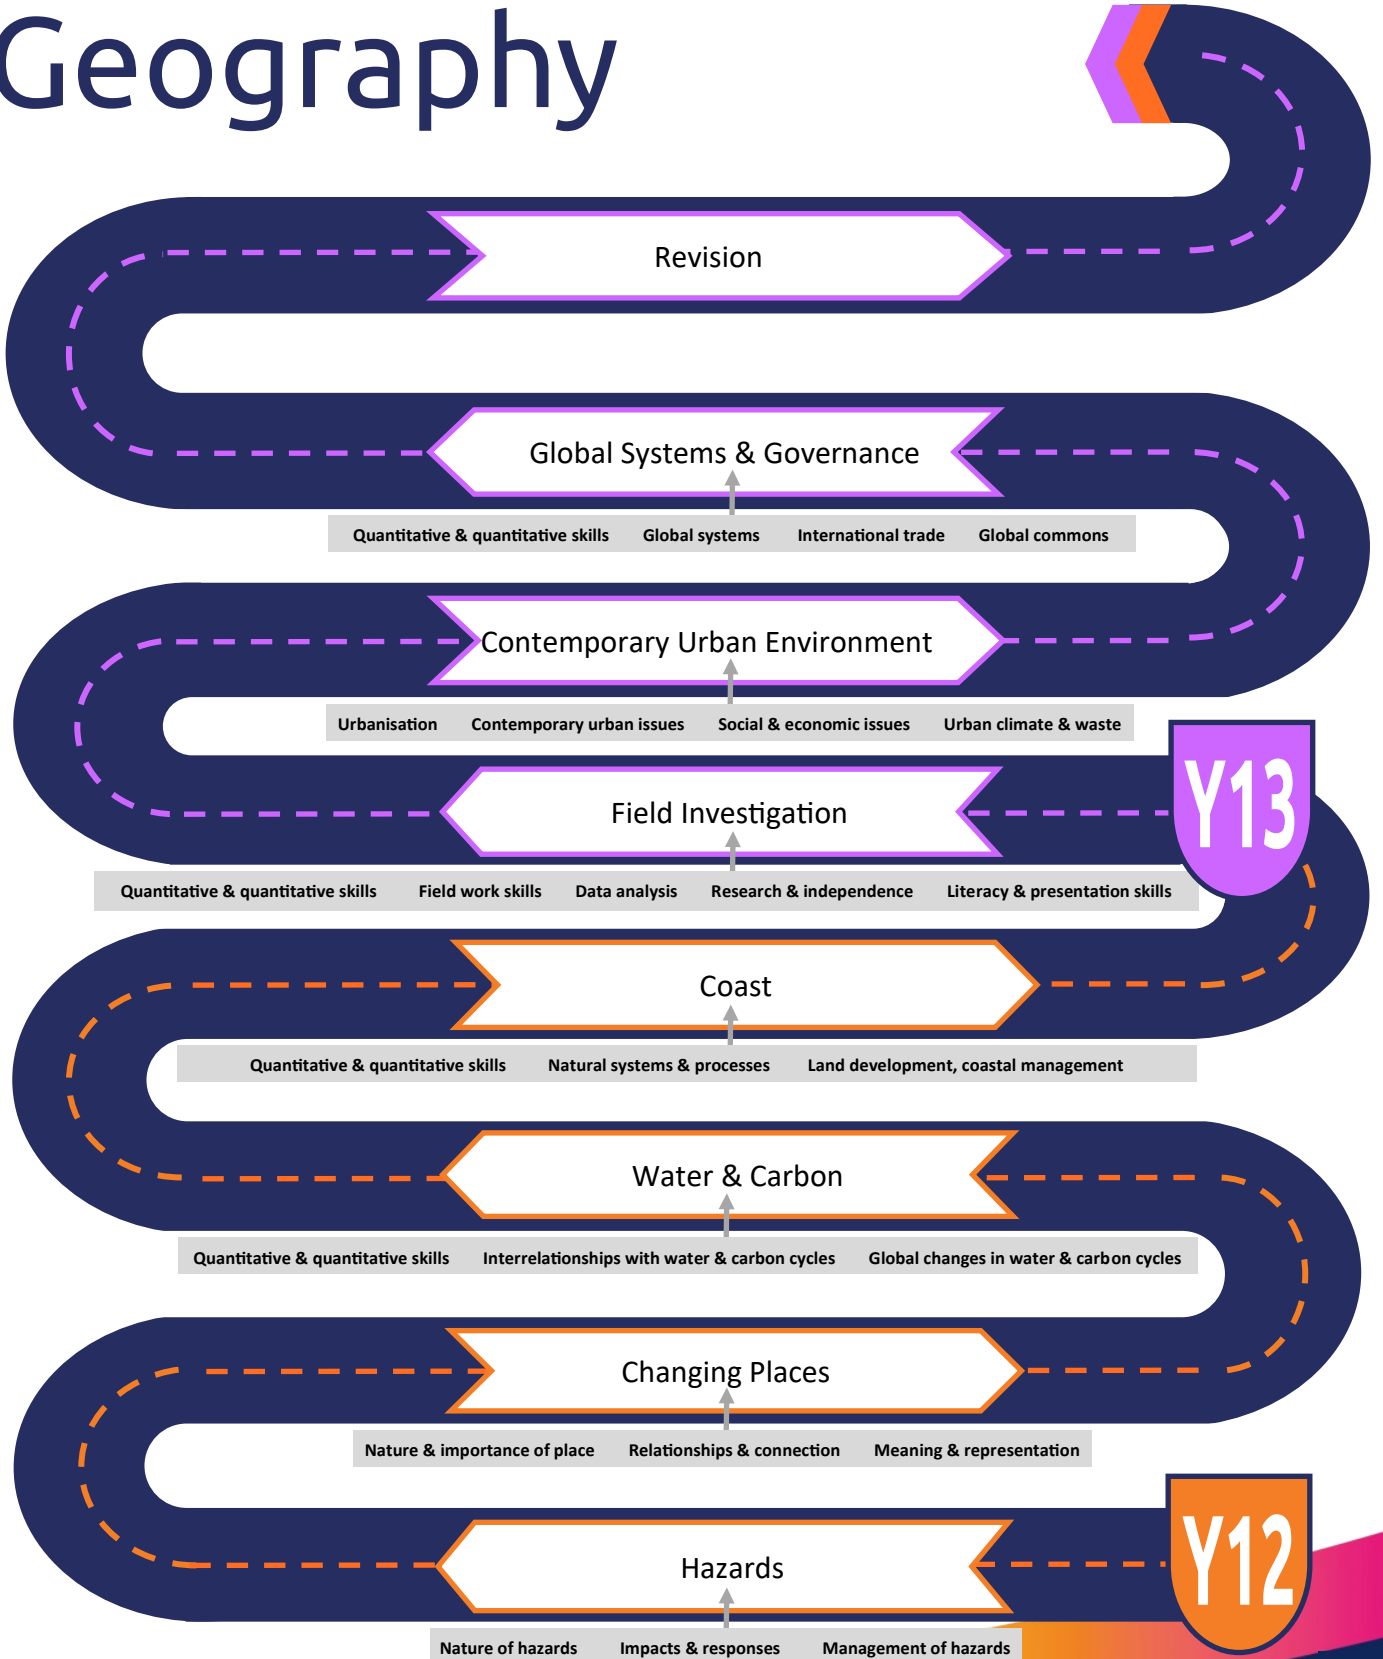 Geography
Revision
Global Systems & Governance
Quantitative & quantitative skills Global systems International trade Global commons
Contemporary Urban Environment
Urbanisation Contemporary urban issues Social & economic issues Urban climate & waste
Y13
Field Investigation
Quantitative & quantitative skills Field work skills Data analysis Research & independence Literacy & presentation skills
Coast
Quantitative & quantitative skills Natural systems & processes Land development, coastal management
Water & Carbon
Quantitative & quantitative skills Interrelationships with water & carbon cycles Global changes in water & carbon cycles
Changing Places
Nature & importance of place Relationships & connection Meaning & representation
Y12
Hazards
Nature of hazards Impacts & responses Management of hazards